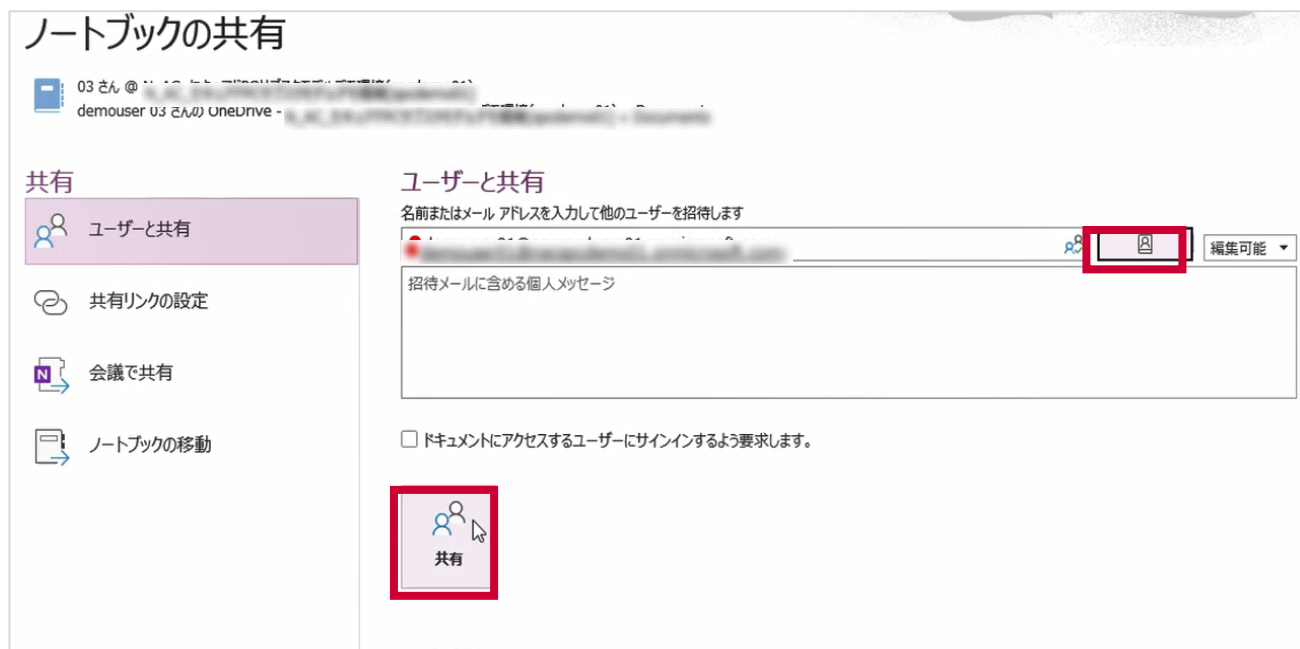 ノートブックの共有
03 さん @
demouser 03 さんの OneDrive -
共有
ユーザーと共有
共有リンクの設定
会議で共有
ノートブックの移動
ユーザーと共有
名前またはメール アドレスを入力して他のユーザーを招待します
編集可能
招待メールに含める個人メッセージ
ドキュメントにアクセスするユーザーにサインインするよう要求します。
共有